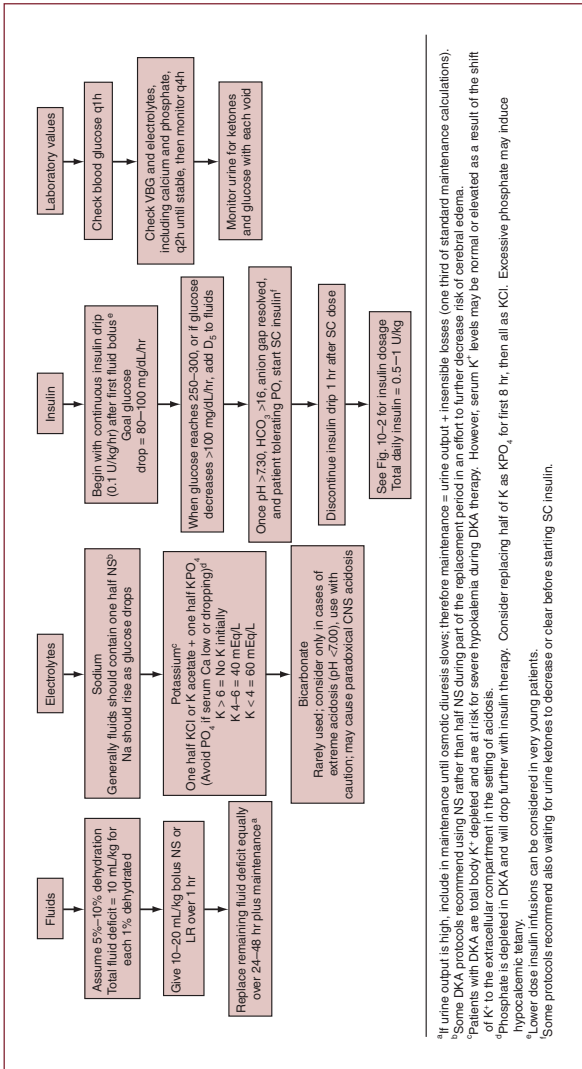 Fluids
Assume 5%–10% dehydration
Total fluid deficit = 10 mL/kg for
each 1% dehydrated
Give 10–20 mL/kg bolus NS or
LR over 1 hr
Replace remaining fluid deficit equally
over 24–48 hr plus maintenanceᵃ
Electrolytes
Sodium
Generally fluids should contain one half NSᵇ
Na should rise as glucose drops
Potassiumᶜ
One half KCl or K acetate + one half KPO₄
(Avoid PO₄ if serum Ca low or dropping)ᵈ
K > 6 = No K initially
K 4–6 = 40 mEq/L
K < 4 = 60 mEq/L
Bicarbonate
Rarely used; consider only in cases of
extreme acidosis (pH <7.00), use with
caution; may cause paradoxical CNS acidosis
Insulin
Begin with continuous insulin drip
(0.1 U/kg/hr) after first fluid bolusᵉ
Goal glucose
drop = 80–100 mg/dL/hr
When glucose reaches 250–300, or if glucose
decreases >100 mg/dL/hr, add D₅ to fluids
Once pH >7.30, HCO₃ >16, anion gap resolved,
and patient tolerating PO, start SC insulinᶠ
Discontinue insulin drip 1 hr after SC dose
See Fig. 10–2 for insulin dosage
Total daily insulin = 0.5–1 U/kg
Laboratory values
Check blood glucose q1h
Check VBG and electrolytes,
including calcium and phosphate,
q2h until stable, then monitor q4h
Monitor urine for ketones
and glucose with each void
ᵃIf urine output is high, include in maintenance until osmotic diuresis slows; therefore maintenance = urine output + insensible losses (one third of standard maintenance calculations).
ᵇSome DKA protocols recommend using NS rather than half NS during part of the replacement period in an effort to further decrease risk of cerebral edema.
ᶜPatients with DKA are total body K⁺ depleted and are at risk for severe hypokalemia during DKA therapy. However, serum K⁺ levels may be normal or elevated as a result of the shift
of K⁺ to the extracellular compartment in the setting of acidosis.
ᵈPhosphate is depleted in DKA and will drop further with insulin therapy. Consider replacing half of K as KPO₄ for first 8 hr, then all as KCl. Excessive phosphate may induce
hypocalcemic tetany.
ᵉLower dose insulin infusions can be considered in very young patients.
ᶠSome protocols recommend also waiting for urine ketones to decrease or clear before starting SC insulin.